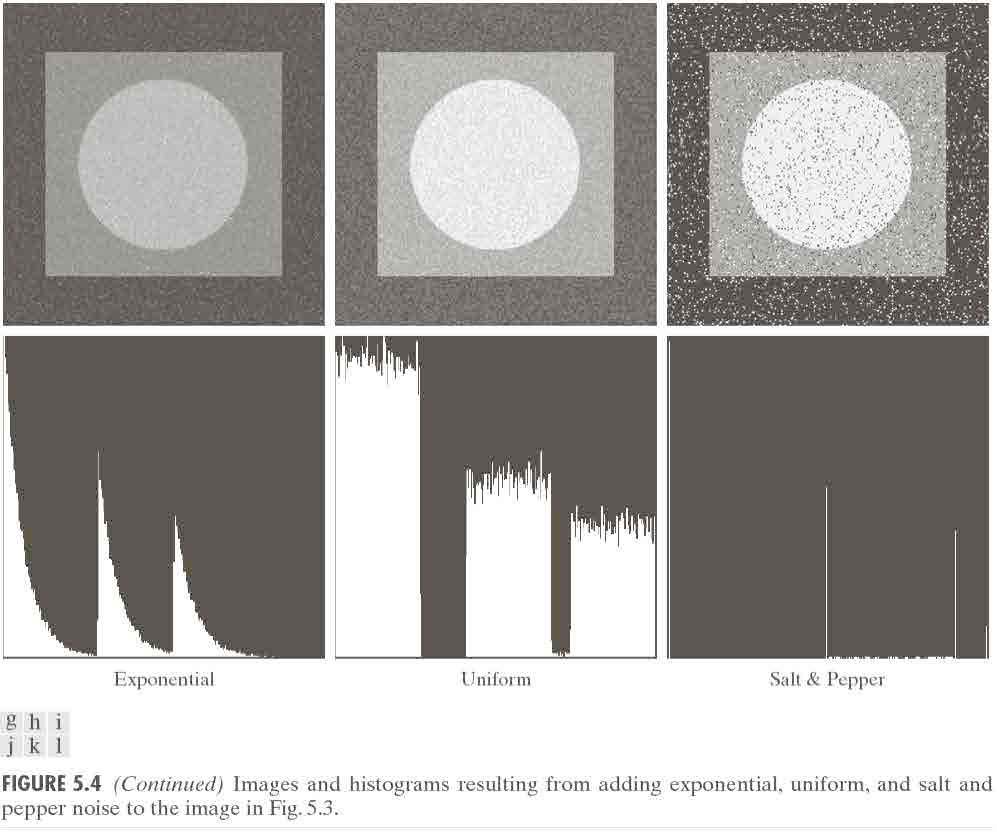 Exponential
Uniform
Salt & Pepper
g h i
j k l
FIGURE 5.4 (Continued) Images and histograms resulting from adding exponential, uniform, and salt and
pepper noise to the image in Fig. 5.3.